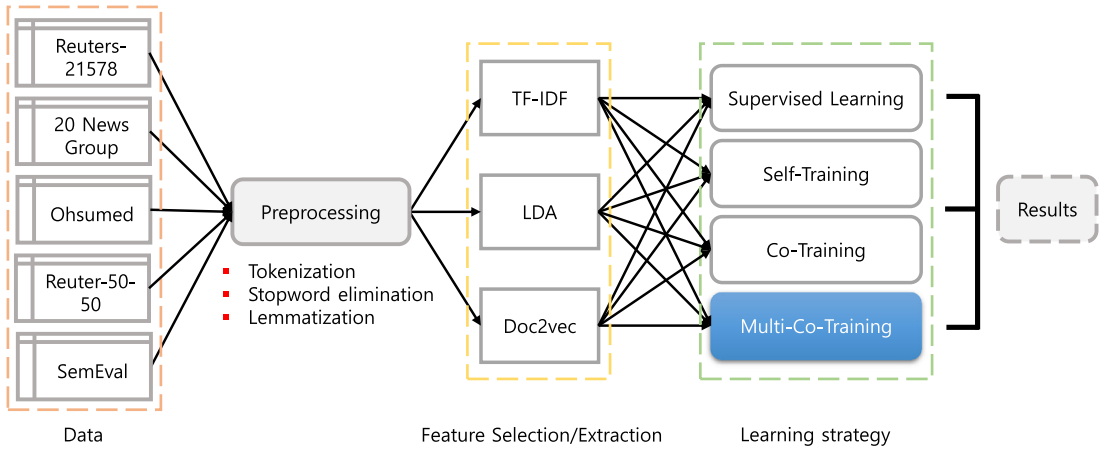 Reuters-
21578
20 News
Group
Ohsumed
Reuter-50-
50
SemEval
Data
Preprocessing
Tokenization
Stopword elimination
Lemmatization
TF-IDF
LDA
Doc2vec
Feature Selection/Extraction
Supervised Learning
Self-Training
Co-Training
Multi-Co-Training
Learning strategy
Results